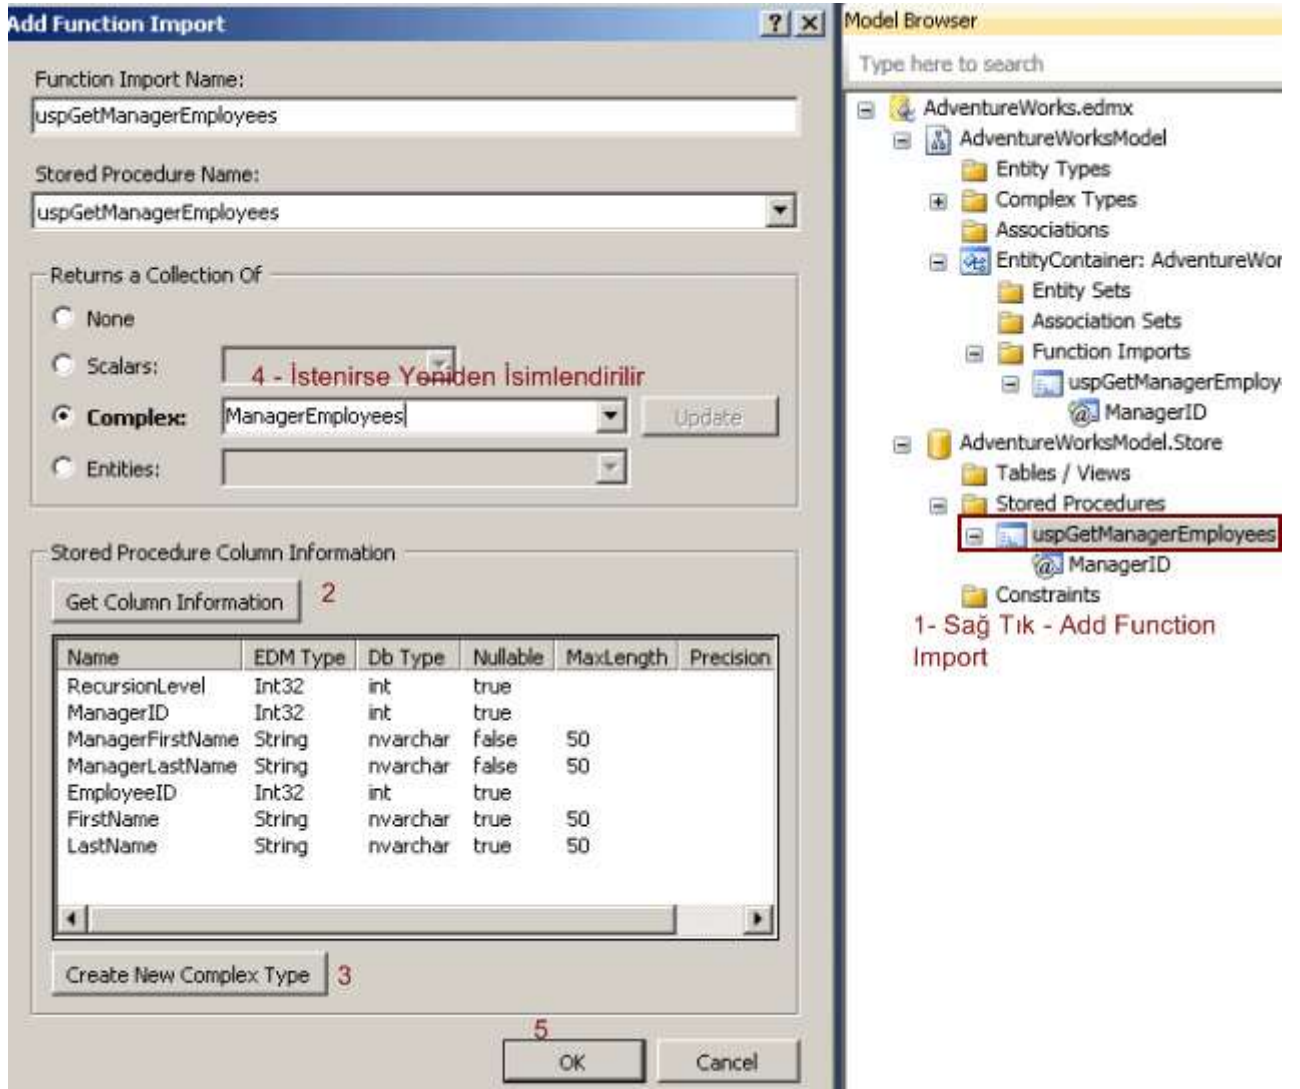 Add Function Import
Function Import Name:
uspGetManagerEmployees
Stored Procedure Name:
uspGetManagerEmployees
Returns a Collection Of
None
Scalars:
4 - İstenirse Yeniden İsimlendirilir
Complex: ManagerEmployees Update
Entities:
Stored Procedure Column Information
Get Column Information 2
Name EDM Type Db Type Nullable MaxLength Precision
RecursionLevel Int32 int true
ManagerID Int32 int true
ManagerFirstName String nvarchar false 50
ManagerLastName String nvarchar false 50
EmployeeID Int32 int true
FirstName String nvarchar true 50
LastName String nvarchar true 50
Create New Complex Type 3
5
OK Cancel
Model Browser
Type here to search
AdventureWorks.edmx
AdventureWorksModel
Entity Types
Complex Types
Associations
EntityContainer: AdventureWor
Entity Sets
Association Sets
Function Imports
uspGetManagerEmploy
ManagerID
AdventureWorksModel.Store
Tables / Views
Stored Procedures
uspGetManagerEmployees
ManagerID
Constraints
1- Sağ Tık - Add Function
Import